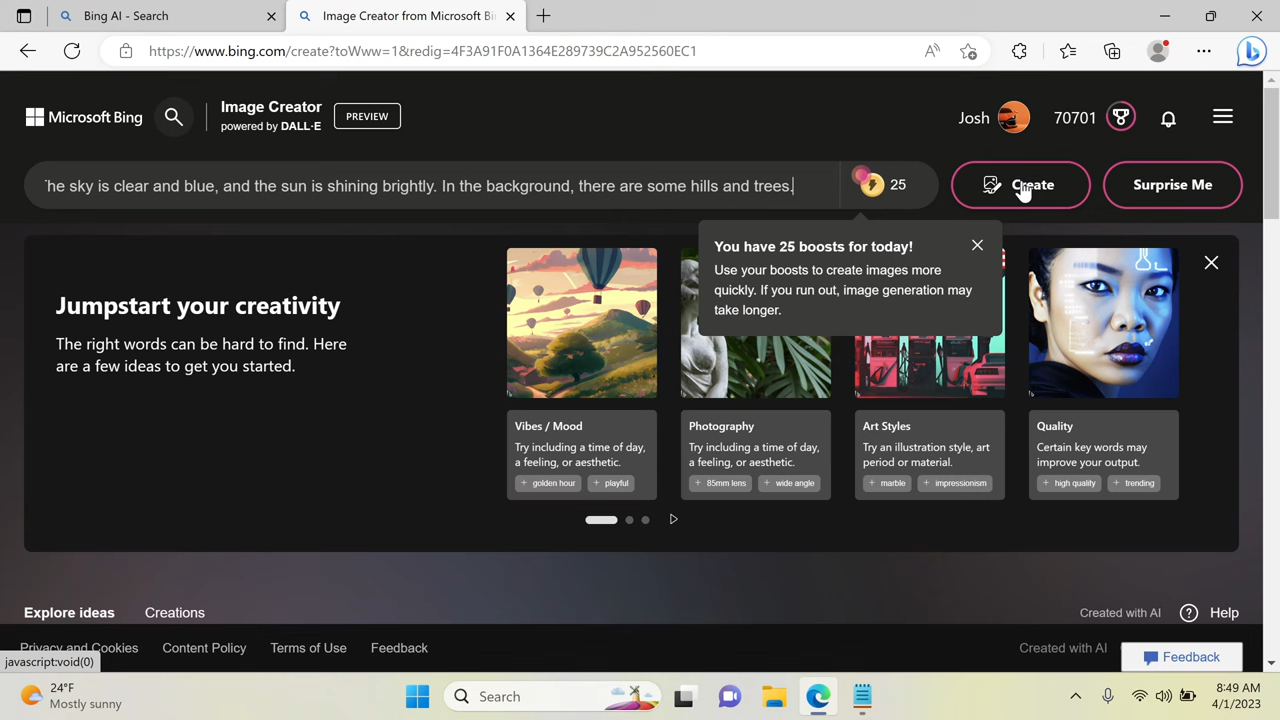 Bing AI - Search
Image Creator from Microsoft Bi
https://www.bing.com/create?toWww=1&redig=4F3A91F0A1364E289739C2A952560EC1
Microsoft Bing
Image Creator
powered by DALL·E
PREVIEW
Josh
70701
he sky is clear and blue, and the sun is shining brightly. In the background, there are some hills and trees.
25
Create
Surprise Me
You have 25 boosts for today!
Use your boosts to create images more
quickly. If you run out, image generation may
take longer.
Jumpstart your creativity
The right words can be hard to find. Here
are a few ideas to get you started.
Vibes / Mood
Try including a time of day,
a feeling, or aesthetic.
+ golden hour
+ playful
Photography
Try including a time of day,
a feeling, or aesthetic.
+ 85mm lens
+ wide angle
Art Styles
Try an illustration style, art
period or material.
+ marble
+ impressionism
Quality
Certain key words may
improve your output.
+ high quality
+ trending
Explore ideas
Creations
Created with AI
? Help
Privacy and Cookies
Content Policy
Terms of Use
Feedback
Created with AI
Feedback
javascript:void(0)
24°F
Mostly sunny
Search
8:49 AM
4/1/2023